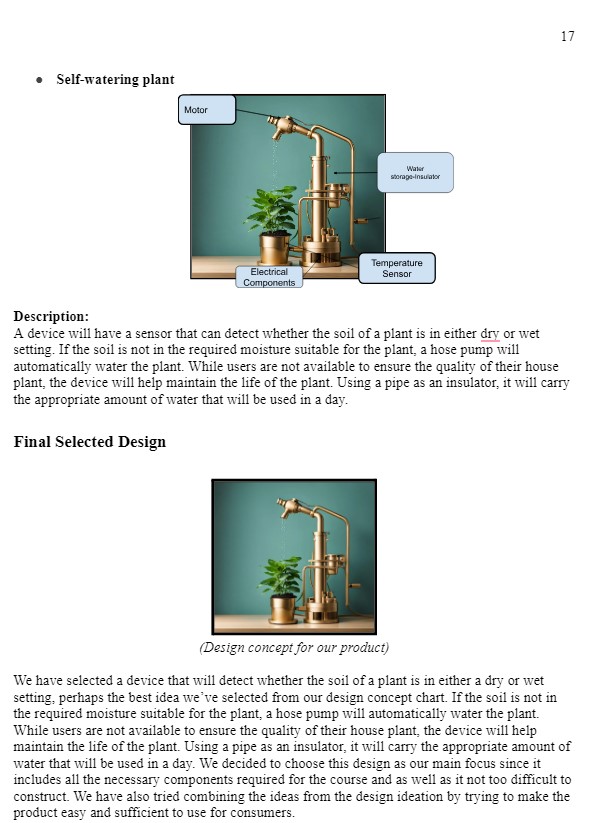 17
● Self-watering plant
Motor
Water
storage-Insulator
Temperature
Sensor
Electrical
Components
Description:
A device will have a sensor that can detect whether the soil of a plant is in either dry or wet
setting. If the soil is not in the required moisture suitable for the plant, a hose pump will
automatically water the plant. While users are not available to ensure the quality of their house
plant, the device will help maintain the life of the plant. Using a pipe as an insulator, it will carry
the appropriate amount of water that will be used in a day.
Final Selected Design
(Design concept for our product)
We have selected a device that will detect whether the soil of a plant is in either a dry or wet
setting, perhaps the best idea we’ve selected from our design concept chart. If the soil is not in
the required moisture suitable for the plant, a hose pump will automatically water the plant.
While users are not available to ensure the quality of their house plant, the device will help
maintain the life of the plant. Using a pipe as an insulator, it will carry the appropriate amount of
water that will be used in a day. We decided to choose this design as our main focus since it
includes all the necessary components required for the course and as well as it not too difficult to
construct. We have also tried combining the ideas from the design ideation by trying to make the
product easy and sufficient to use for consumers.